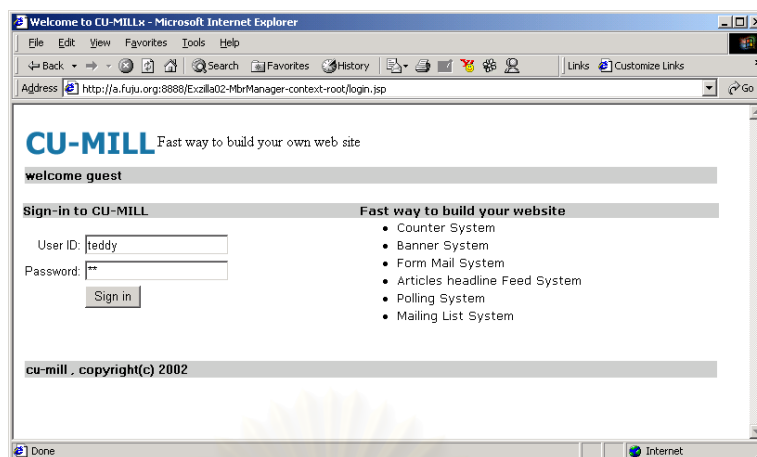 Welcome to CU-MILLx - Microsoft Internet Explorer
File Edit View Favorites Tools Help
Back Search Favorites History Links Customize Links
Address http://a.fuju.org:8888/Exzilla02-MbrManager-context-root/login.jsp Go
CU-MILL Fast way to build your own web site
welcome guest
Sign-in to CU-MILL
User ID: teddy
Password: **
Sign in
Fast way to build your website
• Counter System
• Banner System
• Form Mail System
• Articles headline Feed System
• Polling System
• Mailing List System
cu-mill , copyright(c) 2002
Done Internet